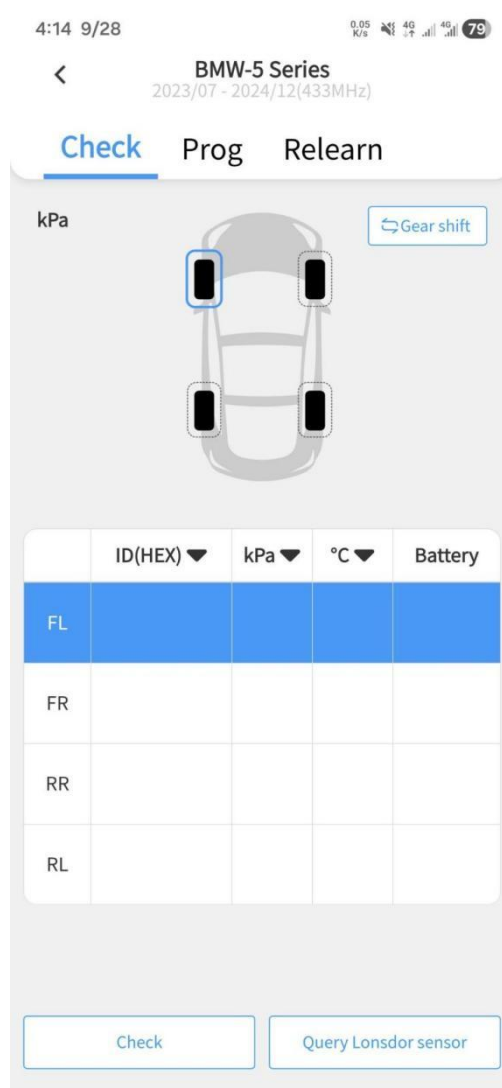 4:14 9/28 0.05 K/s 4G 4G 79
BMW-5 Series
2023/07 - 2024/12(433MHz)
Check Prog Relearn
kPa Gear shift
ID(HEX) kPa °C Battery
FL
FR
RR
RL
Check Query Lonsdor sensor